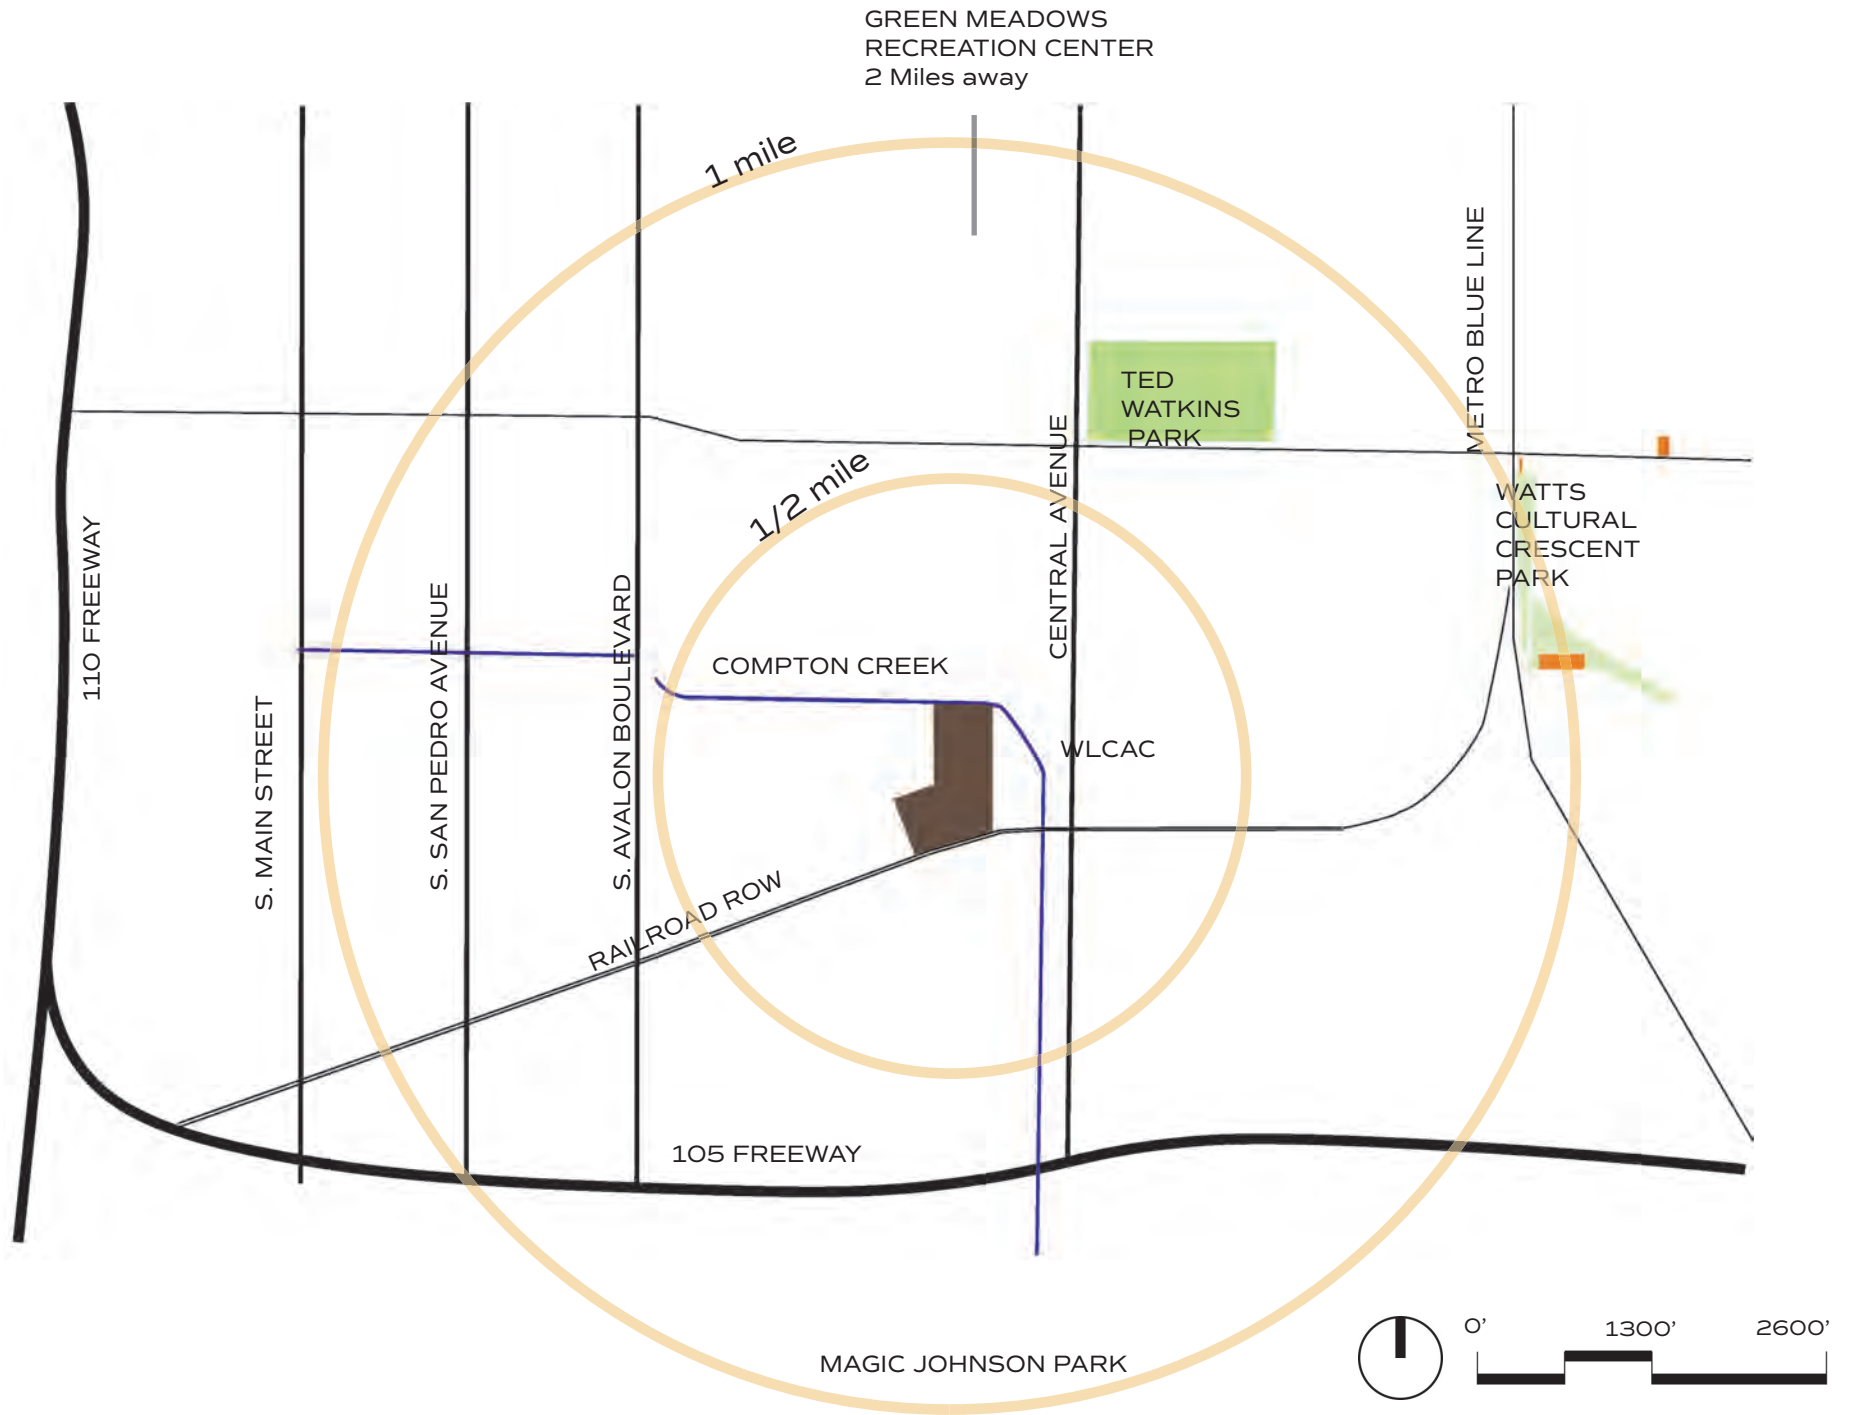 GREEN MEADOWS
RECREATION CENTER
2 Miles away
1 mile
METRO BLUE LINE
TED
WATKINS
PARK
1/2 mile
CENTRAL AVENUE
WATTS
CULTURAL
CRESCENT
PARK
110 FREEWAY
S. MAIN STREET
S. SAN PEDRO AVENUE
S. AVALON BOULEVARD
COMPTON CREEK
WLCAC
RAILROAD ROW
105 FREEWAY
MAGIC JOHNSON PARK
0' 1300' 2600'